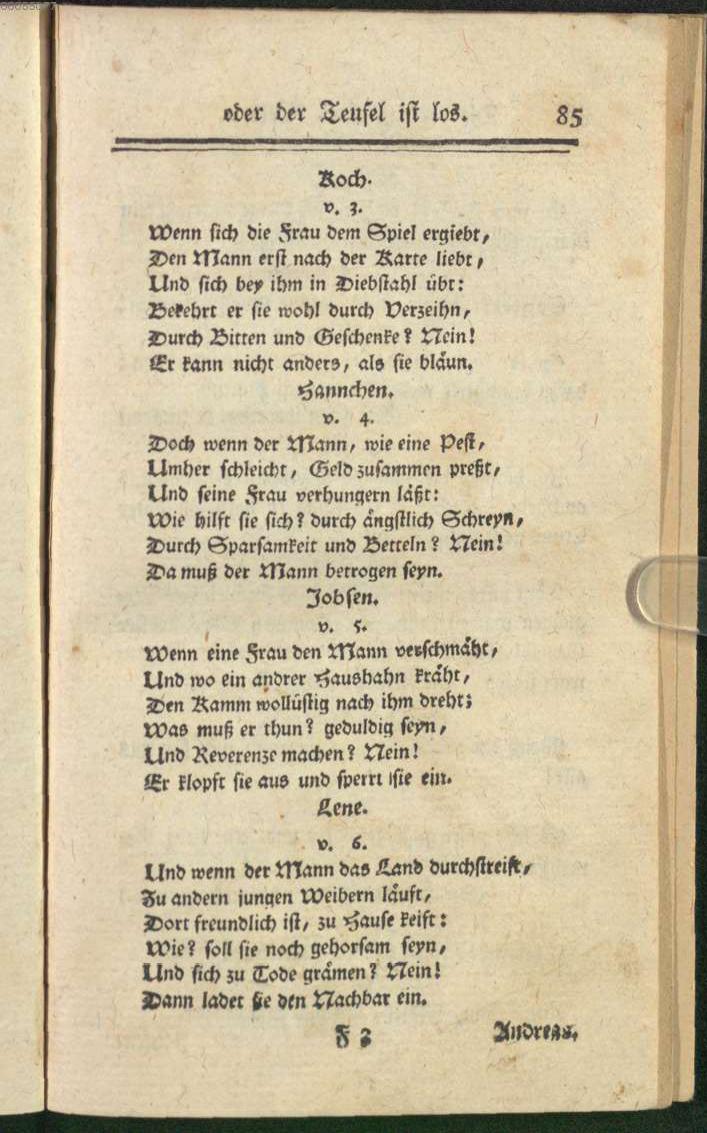 oder der Teufel ist los. 85
Koch.
v. 3.
Wenn sich die Frau dem Spiel ergiebt,
Den Mann erst nach der Karte liebt,
Und sich bey ihm in Diebstahl übt:
Bekehrt er sie wohl durch Verzeihn,
Durch Bitten und Geschenke? Nein!
Er kann nicht anders, als sie bläun.
Hannchen.
v. 4.
Doch wenn der Mann, wie eine Pest,
Umher schleicht, Geld zusammen preßt,
Und seine Frau verhungern läßt:
Wie hilft sie sich? durch ängstlich Schreyn,
Durch Sparsamkeit und Betteln? Nein!
Da muß der Mann betrogen seyn.
Jobsen.
v. 5.
Wenn eine Frau den Mann verschmäht,
Und wo ein andrer Haushahn kräht,
Den Kamm wollüstig nach ihm dreht;
Was muß er thun? geduldig seyn,
Und Reverenze machen? Nein!
Er klopft sie aus und sperrt sie ein.
Lene.
v. 6.
Und wenn der Mann das Land durchstreift,
Zu andern jungen Weibern läuft,
Dort freundlich ist, zu Hause keift:
Wie? soll sie noch gehorsam seyn,
Und sich zu Tode grämen? Nein!
Dann ladet sie den Nachbar ein.
F 3 Andreas.